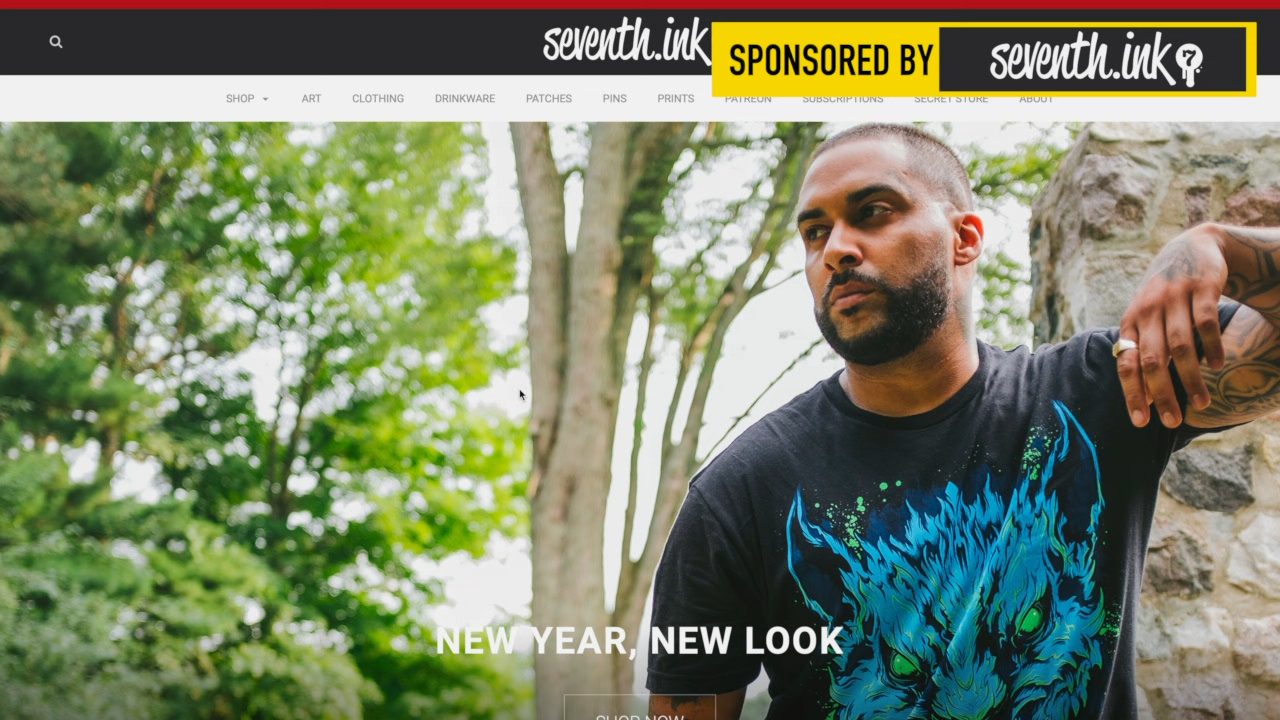 seventh.ink
SPONSORED BY seventh.ink 7
SHOP ART CLOTHING DRINKWARE PATCHES PINS PRINTS PATREON SUBSCRIPTIONS SECRET STORE ABOUT
NEW YEAR, NEW LOOK
SHOP NOW